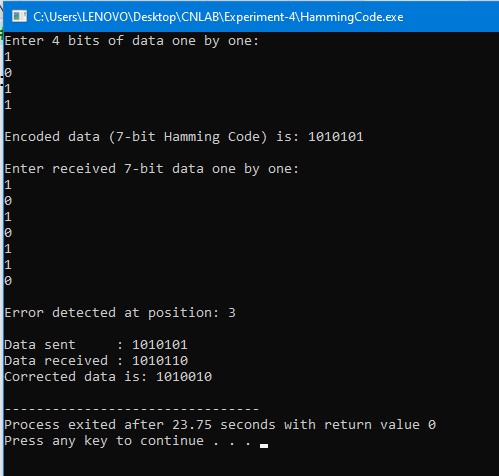 C:\Users\LENOVO\Desktop\CNLAB\Experiment-4\HammingCode.exe
Enter 4 bits of data one by one:
1
0
1
1
Encoded data (7-bit Hamming Code) is: 1010101
Enter received 7-bit data one by one:
1
0
1
0
1
1
0
Error detected at position: 3
Data sent     : 1010101
Data received : 1010110
Corrected data is: 1010010
--------------------------------
Process exited after 23.75 seconds with return value 0
Press any key to continue . . .